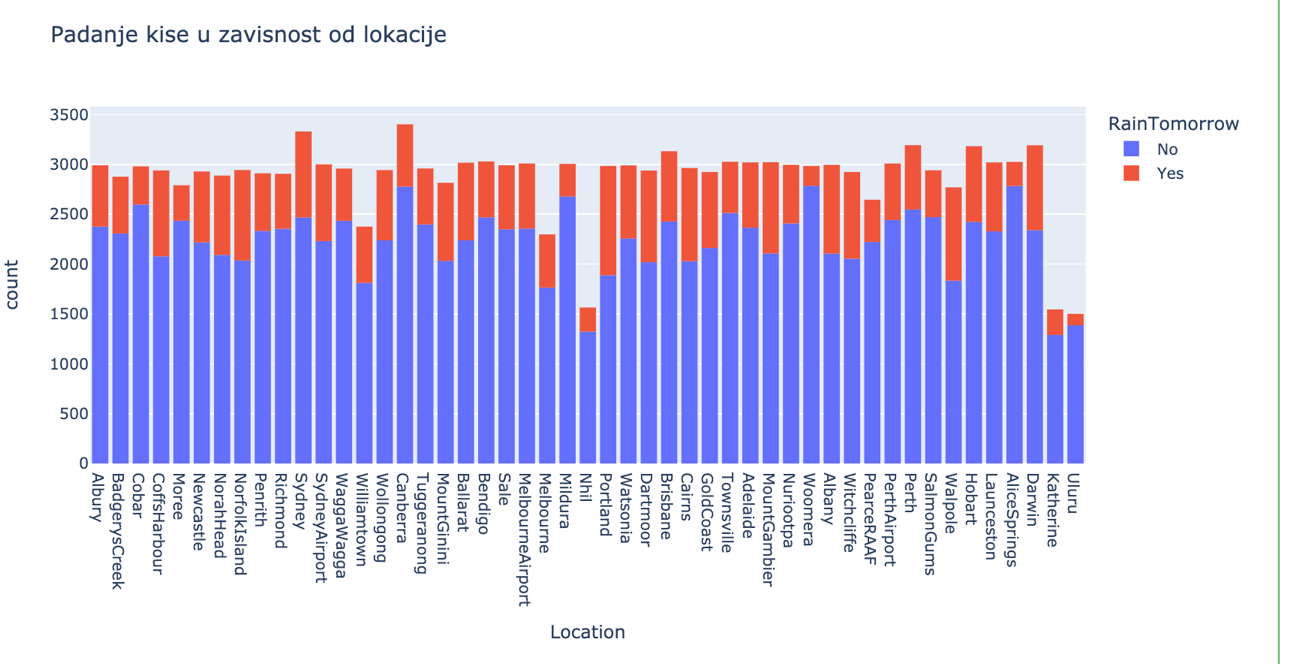 Padanje kise u zavisnost od lokacije
3500
3000
2500
2000
1500
1000
500
0
count
RainTomorrow
No
Yes
Albury
BadgerysCreek
Cobar
CoffsHarbour
Moree
Newcastle
NorahHead
NorfolkIsland
Penrith
Richmond
Sydney
SydneyAirport
WaggaWagga
Williamtown
Wollongong
Canberra
Tuggeranong
MountGinini
Ballarat
Bendigo
Sale
MelbourneAirport
Melbourne
Mildura
Nhil
Portland
Watsonia
Dartmoor
Brisbane
Cairns
GoldCoast
Townsville
Adelaide
MountGambier
Nuriootpa
Woomera
Albany
Witchcliffe
PearceRAAF
PerthAirport
Perth
SalmonGums
Walpole
Hobart
Launceston
AliceSprings
Darwin
Katherine
Uluru
Location